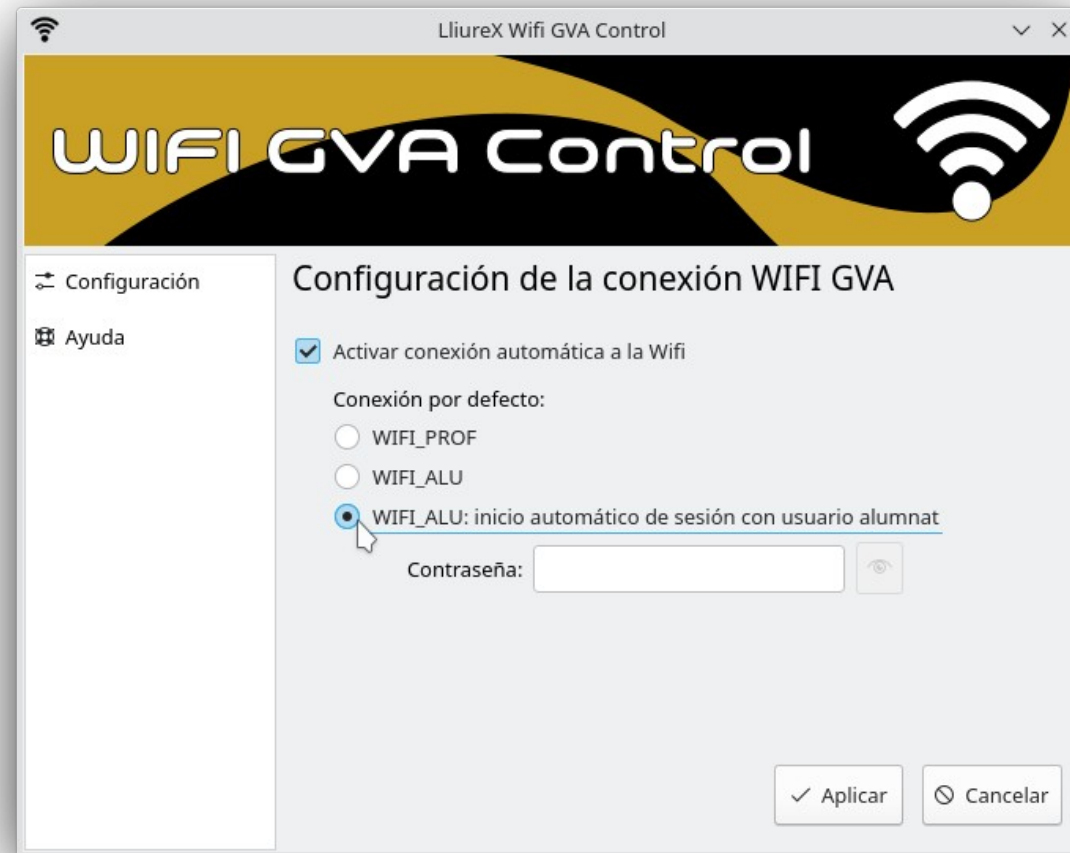 LliureX Wifi GVA Control
WIFI GVA Control
Configuración
Ayuda
Configuración de la conexión WIFI GVA
Activar conexión automática a la Wifi
Conexión por defecto:
WIFI_PROF
WIFI_ALU
WIFI_ALU: inicio automático de sesión con usuario alumnat
Contraseña:
Aplicar
Cancelar